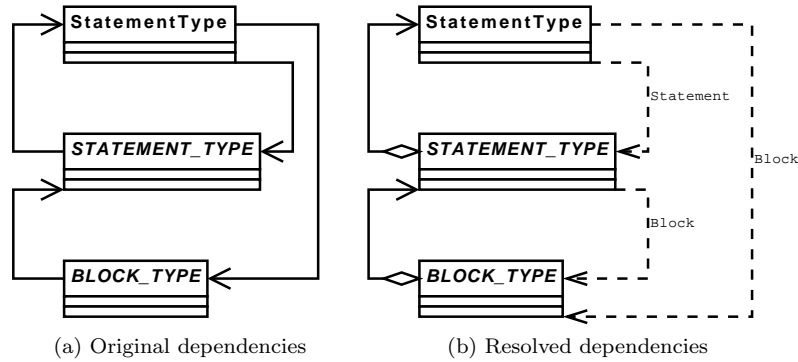 StatementType
STATEMENT_TYPE
BLOCK_TYPE
(a) Original dependencies
StatementType
Statement
STATEMENT_TYPE
Block
Block
BLOCK_TYPE
(b) Resolved dependencies